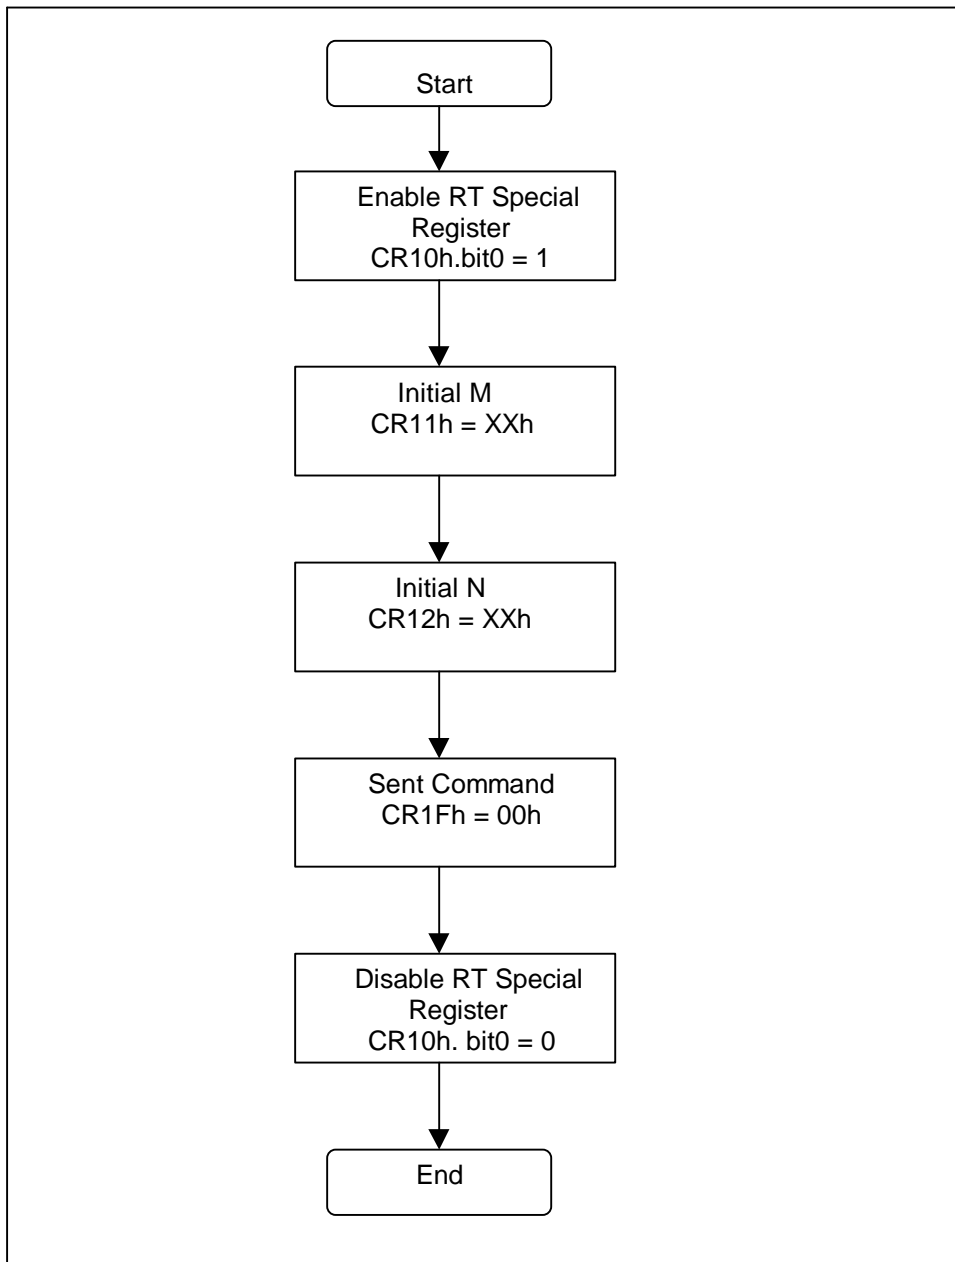 Start
Enable RT Special
Register
CR10h.bit0 = 1
Initial M
CR11h = XXh
Initial N
CR12h = XXh
Sent Command
CR1Fh = 00h
Disable RT Special
Register
CR10h. bit0 = 0
End